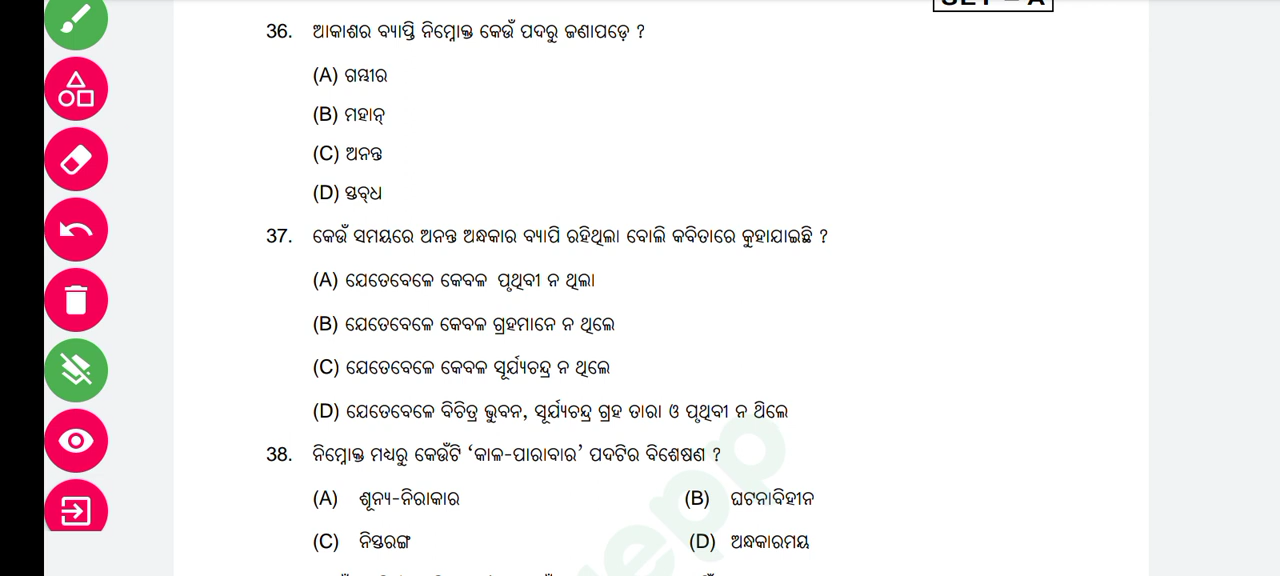 SET – A
36. ଆକାଶର ବ୍ୟାପ୍ତି ନିମ୍ନୋକ୍ତ କେଉଁ ପଦରୁ ଜଣାପଡ଼େ ?
(A) ଗମ୍ଭୀର
(B) ମହାନ୍
(C) ଅନନ୍ତ
(D) ସ୍ତବ୍ଧ
37. କେଉଁ ସମୟରେ ଅନନ୍ତ ଅନ୍ଧକାର ବ୍ୟାପି ରହିଥିଲା ବୋଲି କବିତାରେ କୁହାଯାଇଛି ?
(A) ଯେତେବେଳେ କେବଳ ପୃଥିବୀ ନ ଥିଲା
(B) ଯେତେବେଳେ କେବଳ ଗ୍ରହମାନେ ନ ଥିଲେ
(C) ଯେତେବେଳେ କେବଳ ସୂର୍ଯ୍ୟଚନ୍ଦ୍ର ନ ଥିଲେ
(D) ଯେତେବେଳେ ବିଚିତ୍ର ଭୁବନ, ସୂର୍ଯ୍ୟଚନ୍ଦ୍ର ଗ୍ରହ ତାରା ଓ ପୃଥିବୀ ନ ଥିଲେ
38. ନିମ୍ନୋକ୍ତ ମଧ୍ୟରୁ କେଉଁଟି ‘କାଳ-ପାରାବାର’ ପଦଟିର ବିଶେଷଣ ?
(A) ଶୂନ୍ୟ-ନିରାକାର (B) ଘଟନାବିହୀନ
(C) ନିସ୍ତରଙ୍ଗ (D) ଅନ୍ଧକାରମୟ